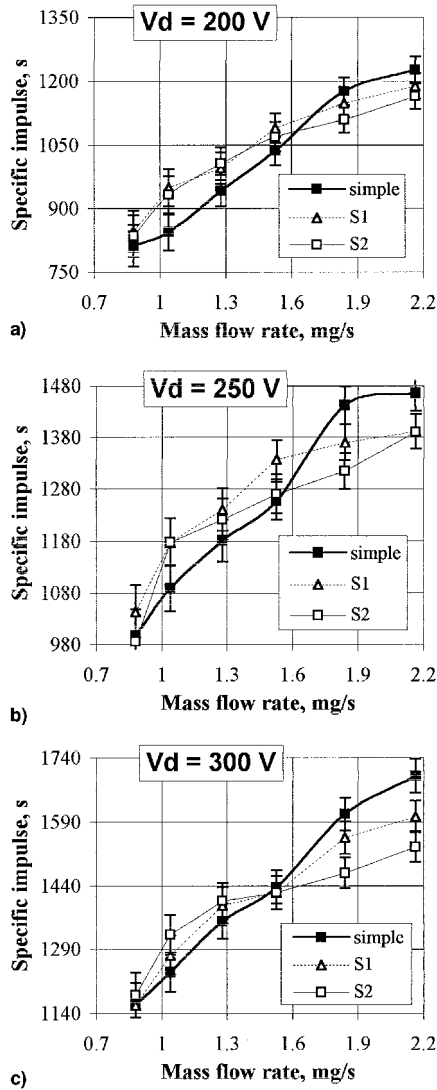 Vd = 200 V
1350
1200
1050
900
750
Specific impulse, s
simple
S1
S2
0.7 1 1.3 1.6 1.9 2.2
a) Mass flow rate, mg/s
Vd = 250 V
1480
1380
1280
1180
1080
980
Specific impulse, s
simple
S1
S2
0.7 1 1.3 1.6 1.9 2.2
b) Mass flow rate, mg/s
Vd = 300 V
1740
1590
1440
1290
1140
Specific impulse, s
simple
S1
S2
0.7 1 1.3 1.6 1.9 2.2
c) Mass flow rate, mg/s